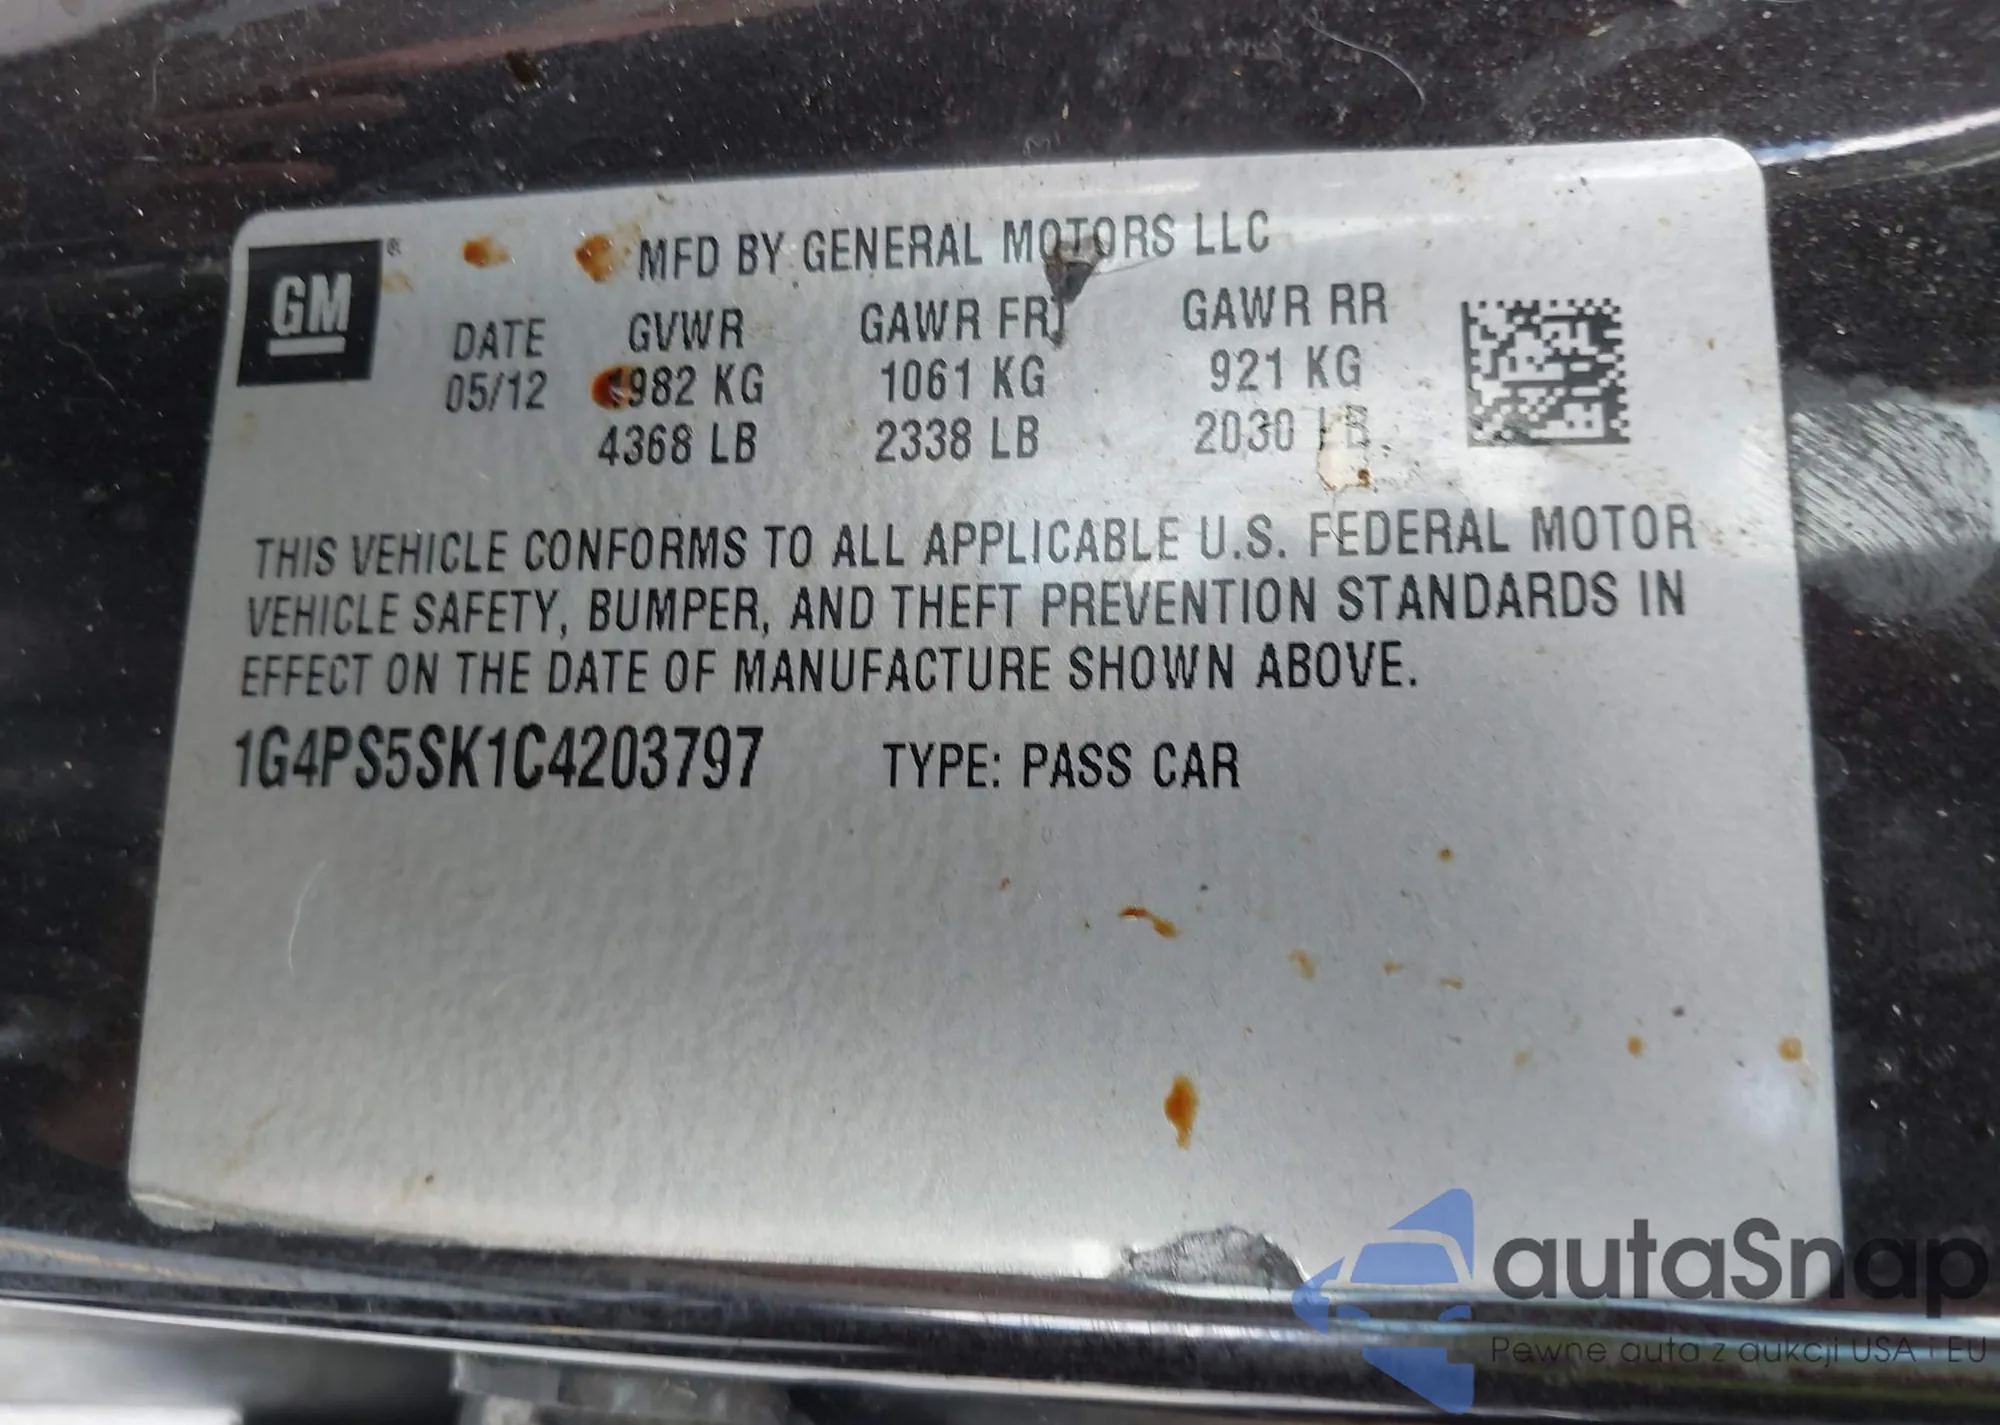 GM ®
MFD BY GENERAL MOTORS LLC
DATE GVWR GAWR FRT GAWR RR
05/12 1982 KG 1061 KG 921 KG
4368 LB 2338 LB 2030 LB
THIS VEHICLE CONFORMS TO ALL APPLICABLE U.S. FEDERAL MOTOR
VEHICLE SAFETY, BUMPER, AND THEFT PREVENTION STANDARDS IN
EFFECT ON THE DATE OF MANUFACTURE SHOWN ABOVE.
1G4PS5SK1C4203797 TYPE: PASS CAR
autaSnap
Pewne auta z aukcji USA i EU